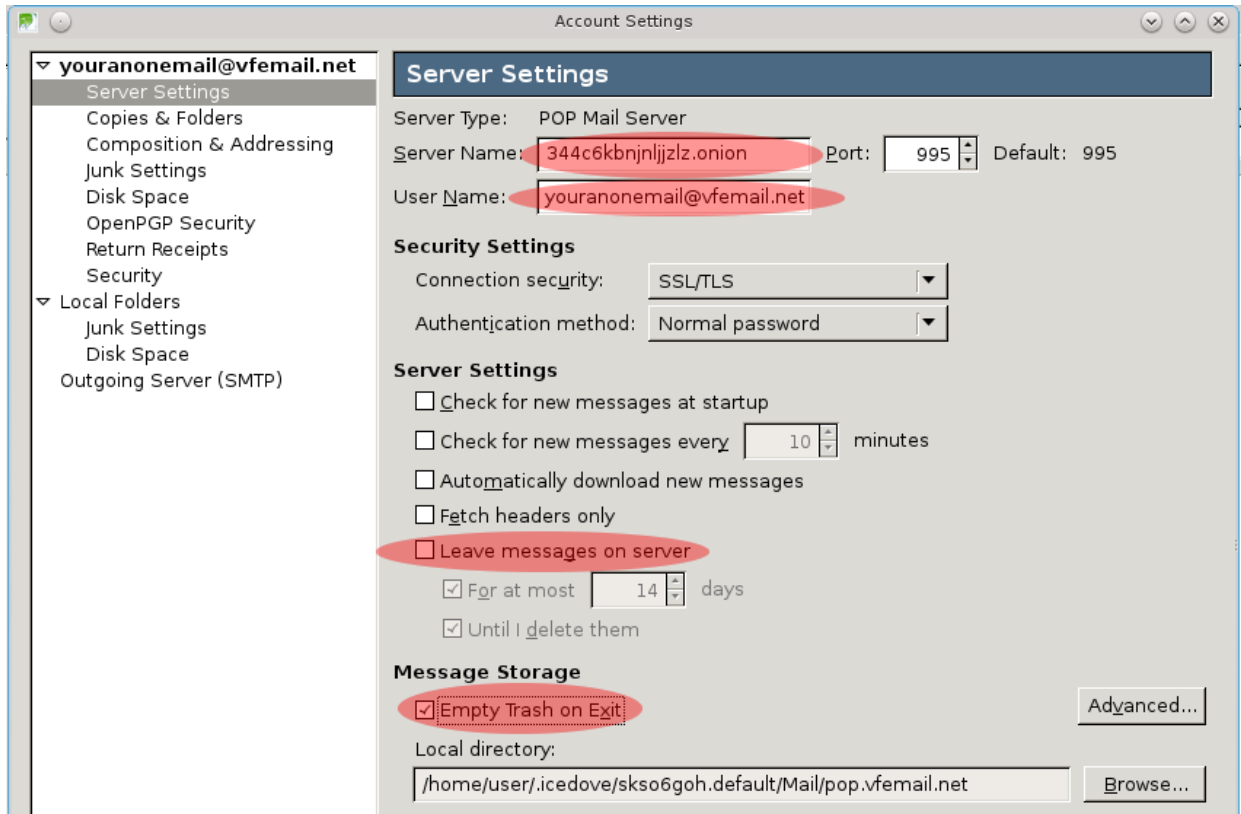 Account Settings
youranonemail@vfemail.net
Server Settings
Copies & Folders
Composition & Addressing
Junk Settings
Disk Space
OpenPGP Security
Return Receipts
Security
Local Folders
Junk Settings
Disk Space
Outgoing Server (SMTP)
Server Settings
Server Type: POP Mail Server
Server Name: 344c6kbnjnljjzlz.onion Port: 995 Default: 995
User Name: youranonemail@vfemail.net
Security Settings
Connection security: SSL/TLS
Authentication method: Normal password
Server Settings
Check for new messages at startup
Check for new messages every 10 minutes
Automatically download new messages
Fetch headers only
Leave messages on server
For at most 14 days
Until I delete them
Message Storage
Empty Trash on Exit
Advanced...
Local directory:
/home/user/.icedove/skso6goh.default/Mail/pop.vfemail.net Browse...